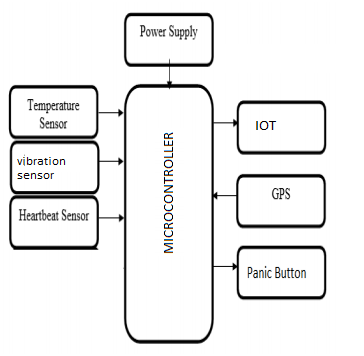 Power Supply
Temperature
Sensor
vibration
sensor
Heartbeat Sensor
MICROCONTROLLER
IOT
GPS
Panic Button